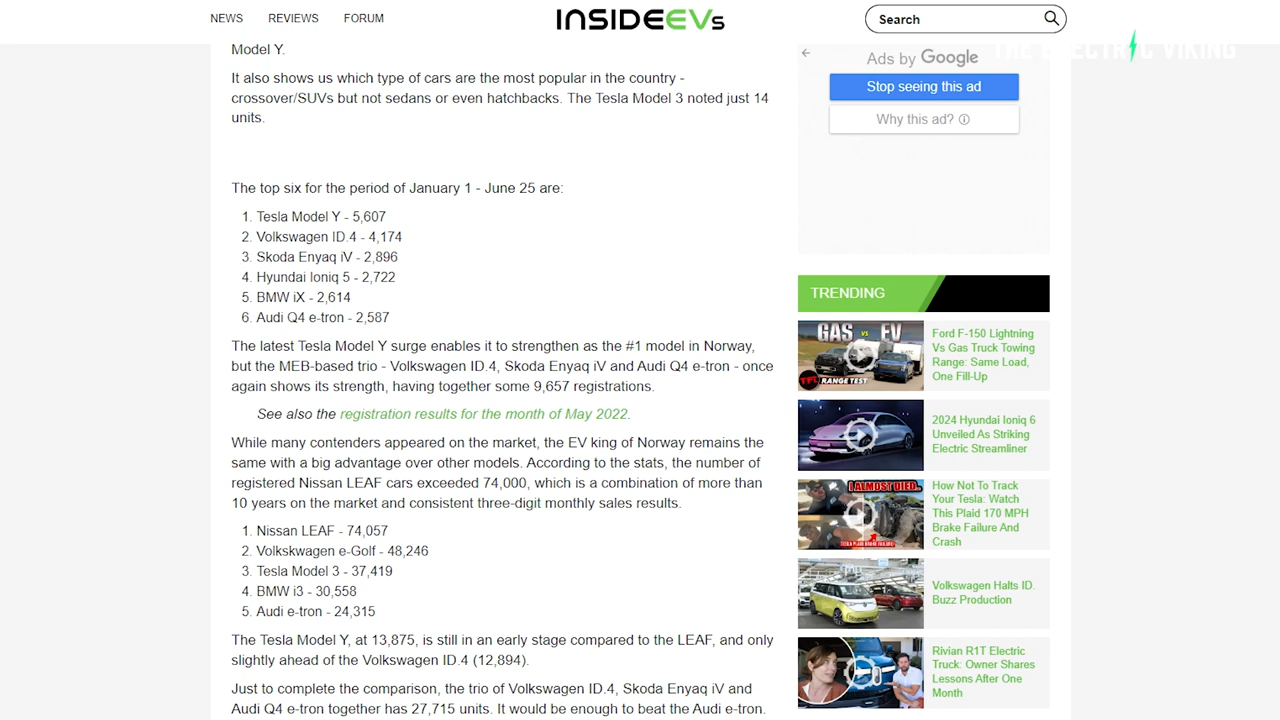 NEWS REVIEWS FORUM
INSIDEEVs
Search
THE ELECTRIC VIKING
Model Y.
It also shows us which type of cars are the most popular in the country -
crossover/SUVs but not sedans or even hatchbacks. The Tesla Model 3 noted just 14
units.
The top six for the period of January 1 - June 25 are:
1. Tesla Model Y - 5,607
2. Volkswagen ID.4 - 4,174
3. Skoda Enyaq iV - 2,896
4. Hyundai Ioniq 5 - 2,722
5. BMW iX - 2,614
6. Audi Q4 e-tron - 2,587
The latest Tesla Model Y surge enables it to strengthen as the #1 model in Norway,
but the MEB-based trio - Volkswagen ID.4, Skoda Enyaq iV and Audi Q4 e-tron - once
again shows its strength, having together some 9,657 registrations.
See also the registration results for the month of May 2022.
While many contenders appeared on the market, the EV king of Norway remains the
same with a big advantage over other models. According to the stats, the number of
registered Nissan LEAF cars exceeded 74,000, which is a combination of more than
10 years on the market and consistent three-digit monthly sales results.
1. Nissan LEAF - 74,057
2. Volkskwagen e-Golf - 48,246
3. Tesla Model 3 - 37,419
4. BMW i3 - 30,558
5. Audi e-tron - 24,315
The Tesla Model Y, at 13,875, is still in an early stage compared to the LEAF, and only
slightly ahead of the Volkswagen ID.4 (12,894).
Just to complete the comparison, the trio of Volkswagen ID.4, Skoda Enyaq iV and
Audi Q4 e-tron together has 27,715 units. It would be enough to beat the Audi e-tron.
Ads by Google
Stop seeing this ad
Why this ad?
TRENDING
GAS vs EV
TFL RANGE TEST
Ford F-150 Lightning
Vs Gas Truck Towing
Range: Same Load,
One Fill-Up
2024 Hyundai Ioniq 6
Unveiled As Striking
Electric Streamliner
I ALMOST DIED...
TESLA PLAID BRAKE FAILURE!
How Not To Track
Your Tesla: Watch
This Plaid 170 MPH
Brake Failure And
Crash
Volkswagen Halts ID.
Buzz Production
Rivian R1T Electric
Truck: Owner Shares
Lessons After One
Month